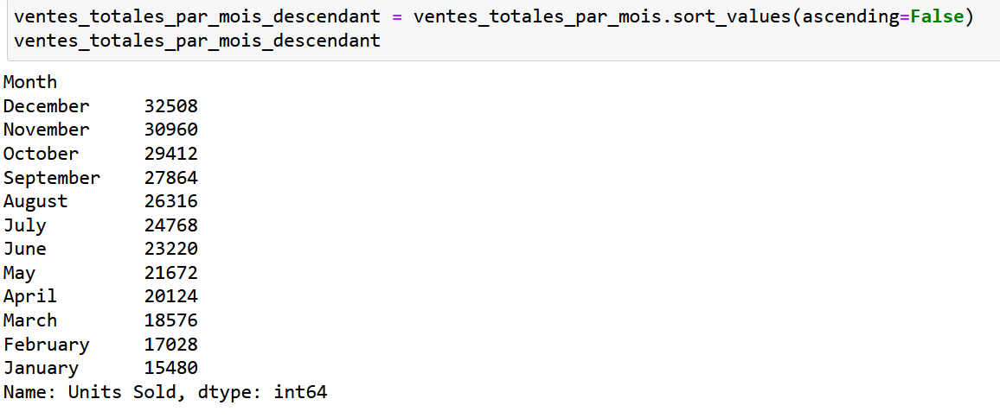 ventes_totales_par_mois_descendant = ventes_totales_par_mois.sort_values(ascending=False)
ventes_totales_par_mois_descendant
Month
December     32508
November     30960
October      29412
September    27864
August       26316
July         24768
June         23220
May          21672
April        20124
March        18576
February     17028
January      15480
Name: Units Sold, dtype: int64